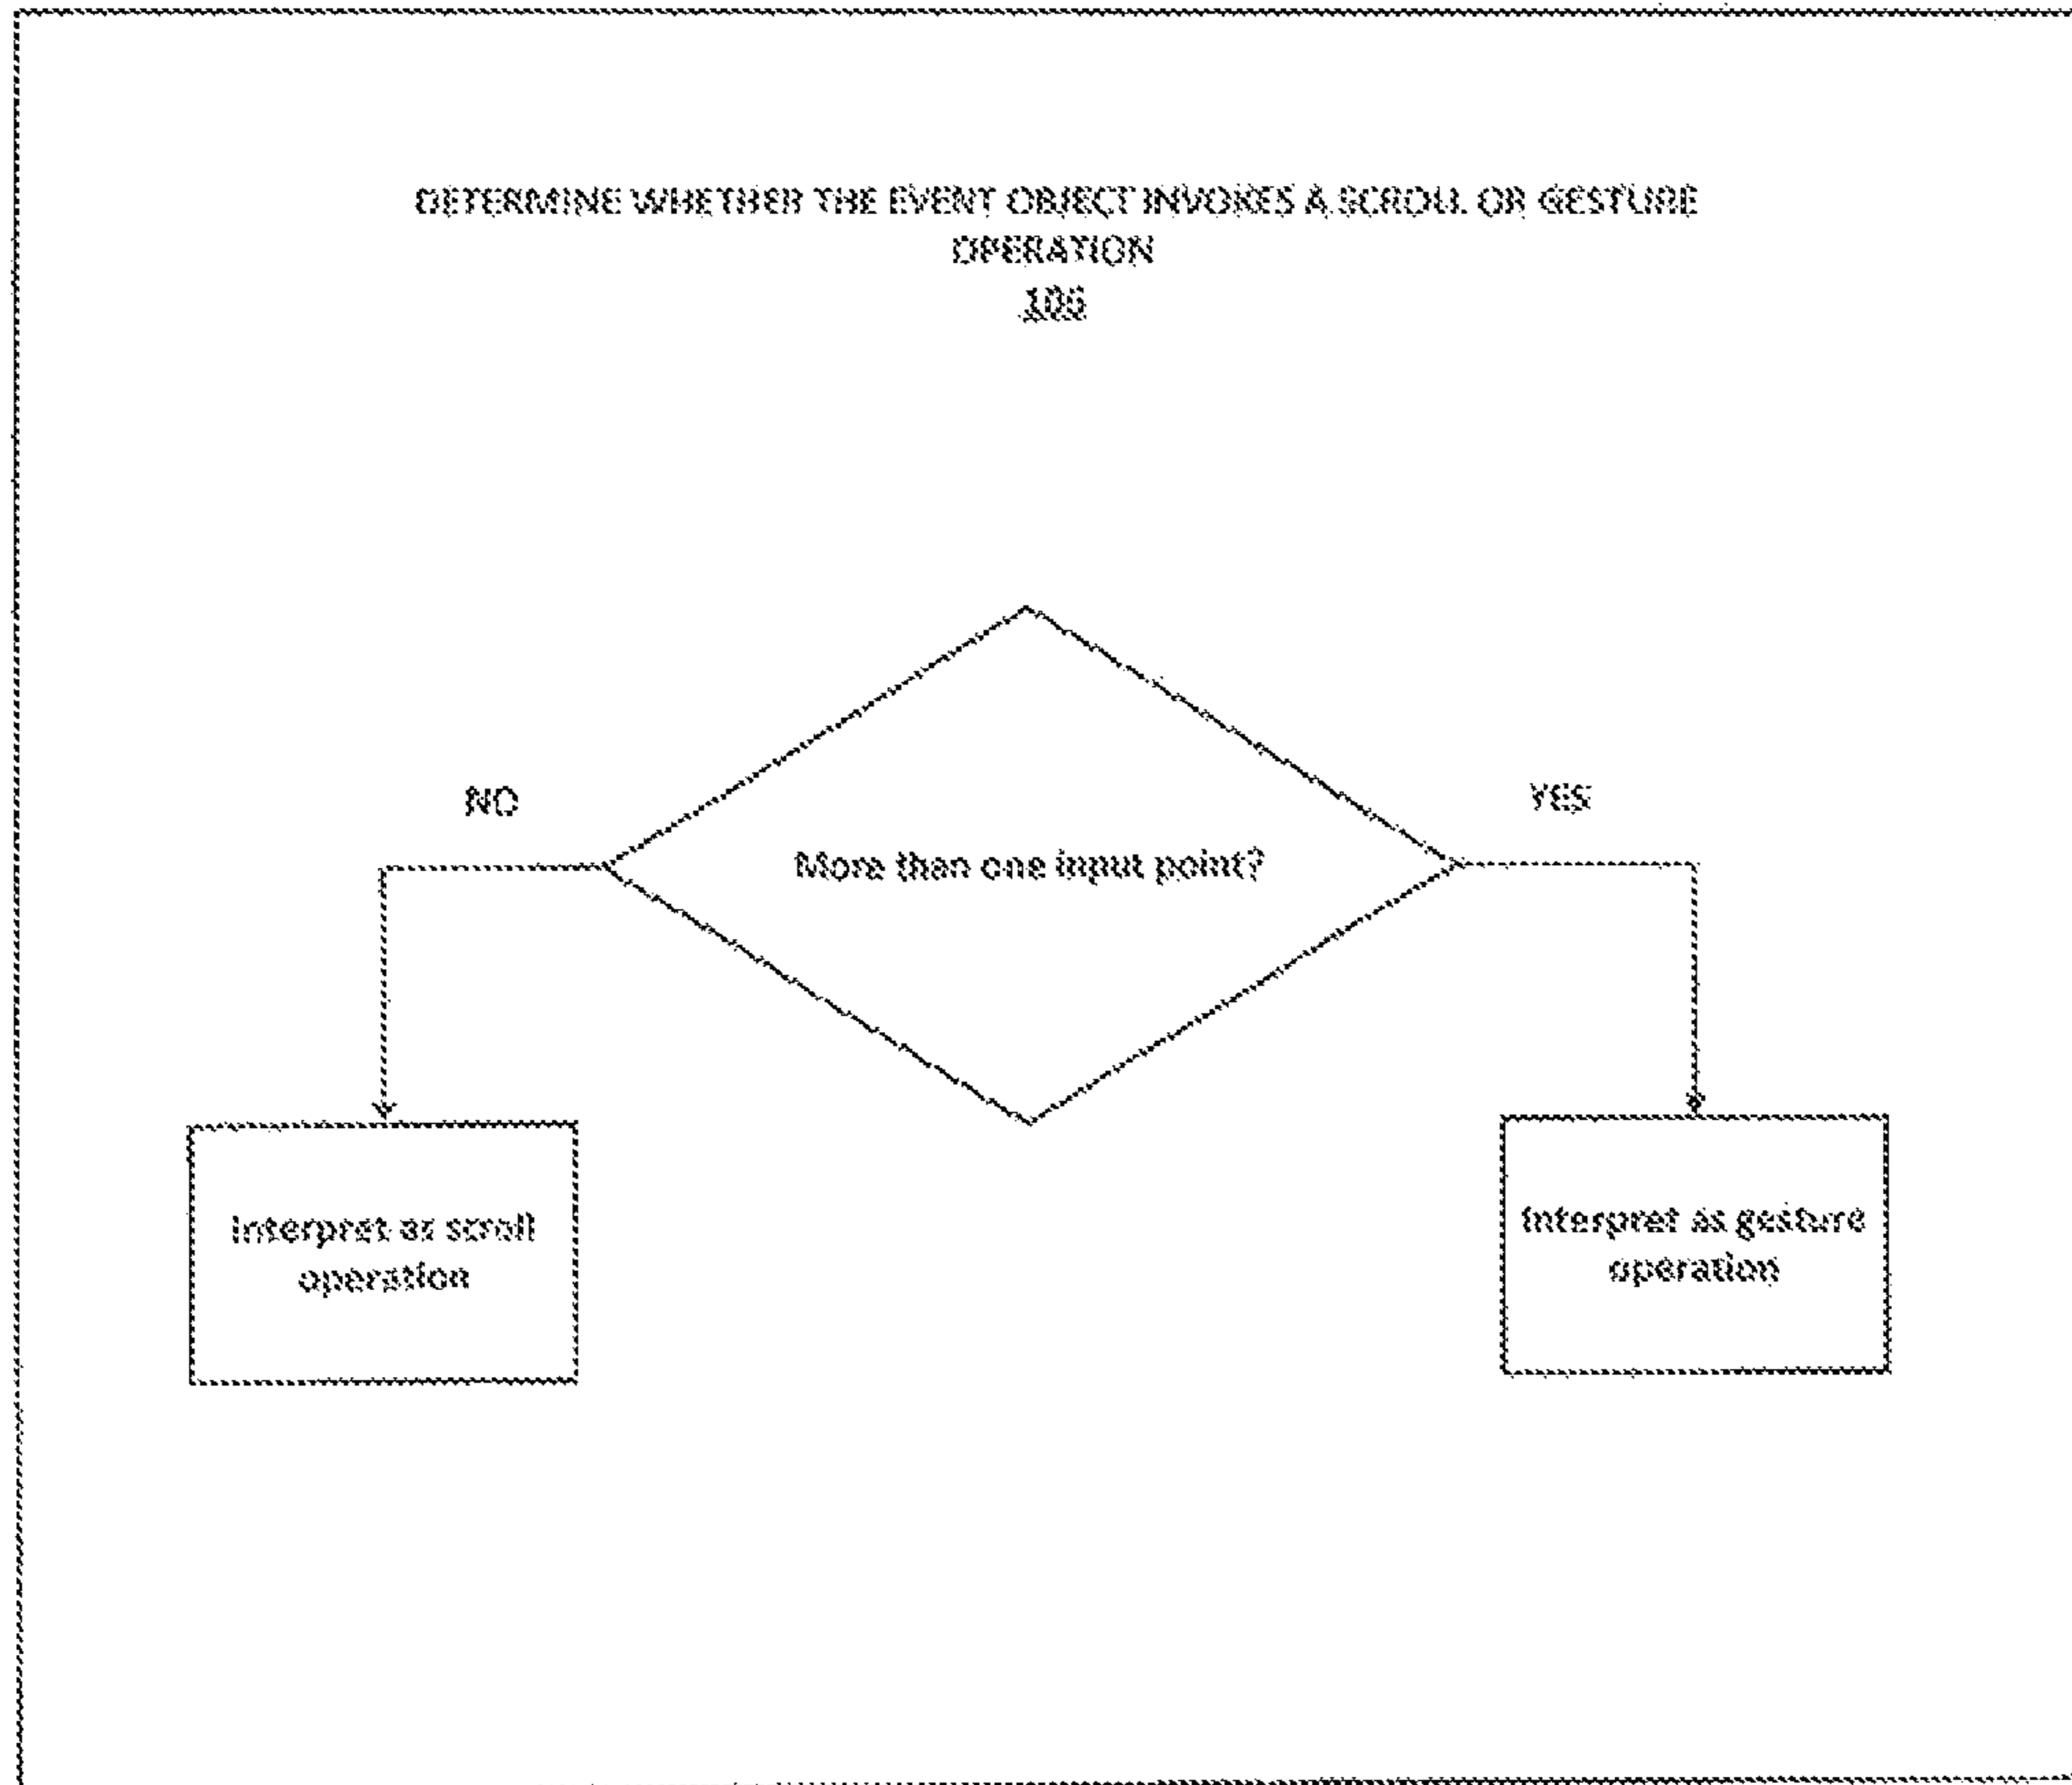 DETERMINE WHETHER THE EVENT OBJECT INVOKES A SCROLL OR GESTURE
OPERATION
106
NO
YES
More than one input point?
Interpret as scroll
operation
Interpret as gesture
operation